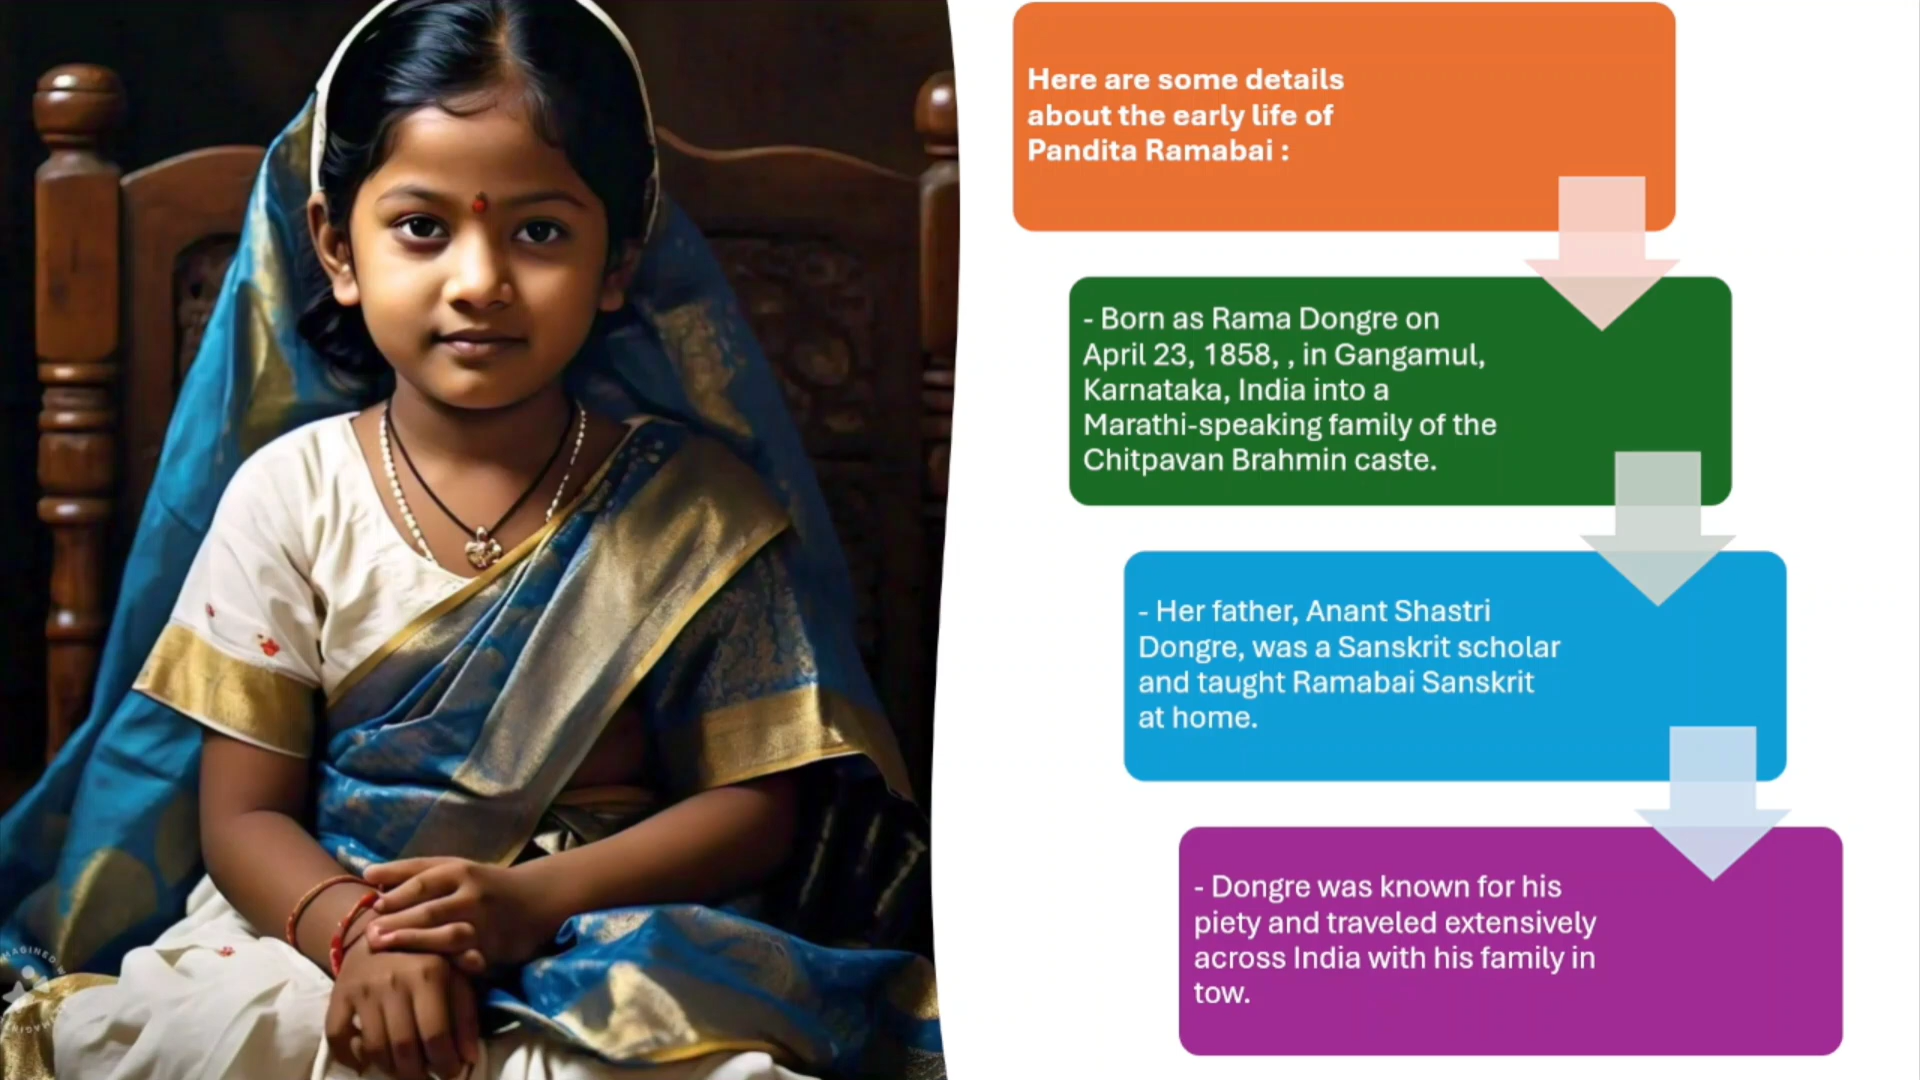 Here are some details
about the early life of
Pandita Ramabai :
- Born as Rama Dongre on
April 23, 1858, , in Gangamul,
Karnataka, India into a
Marathi-speaking family of the
Chitpavan Brahmin caste.
- Her father, Anant Shastri
Dongre, was a Sanskrit scholar
and taught Ramabai Sanskrit
at home.
- Dongre was known for his
piety and traveled extensively
across India with his family in
tow.